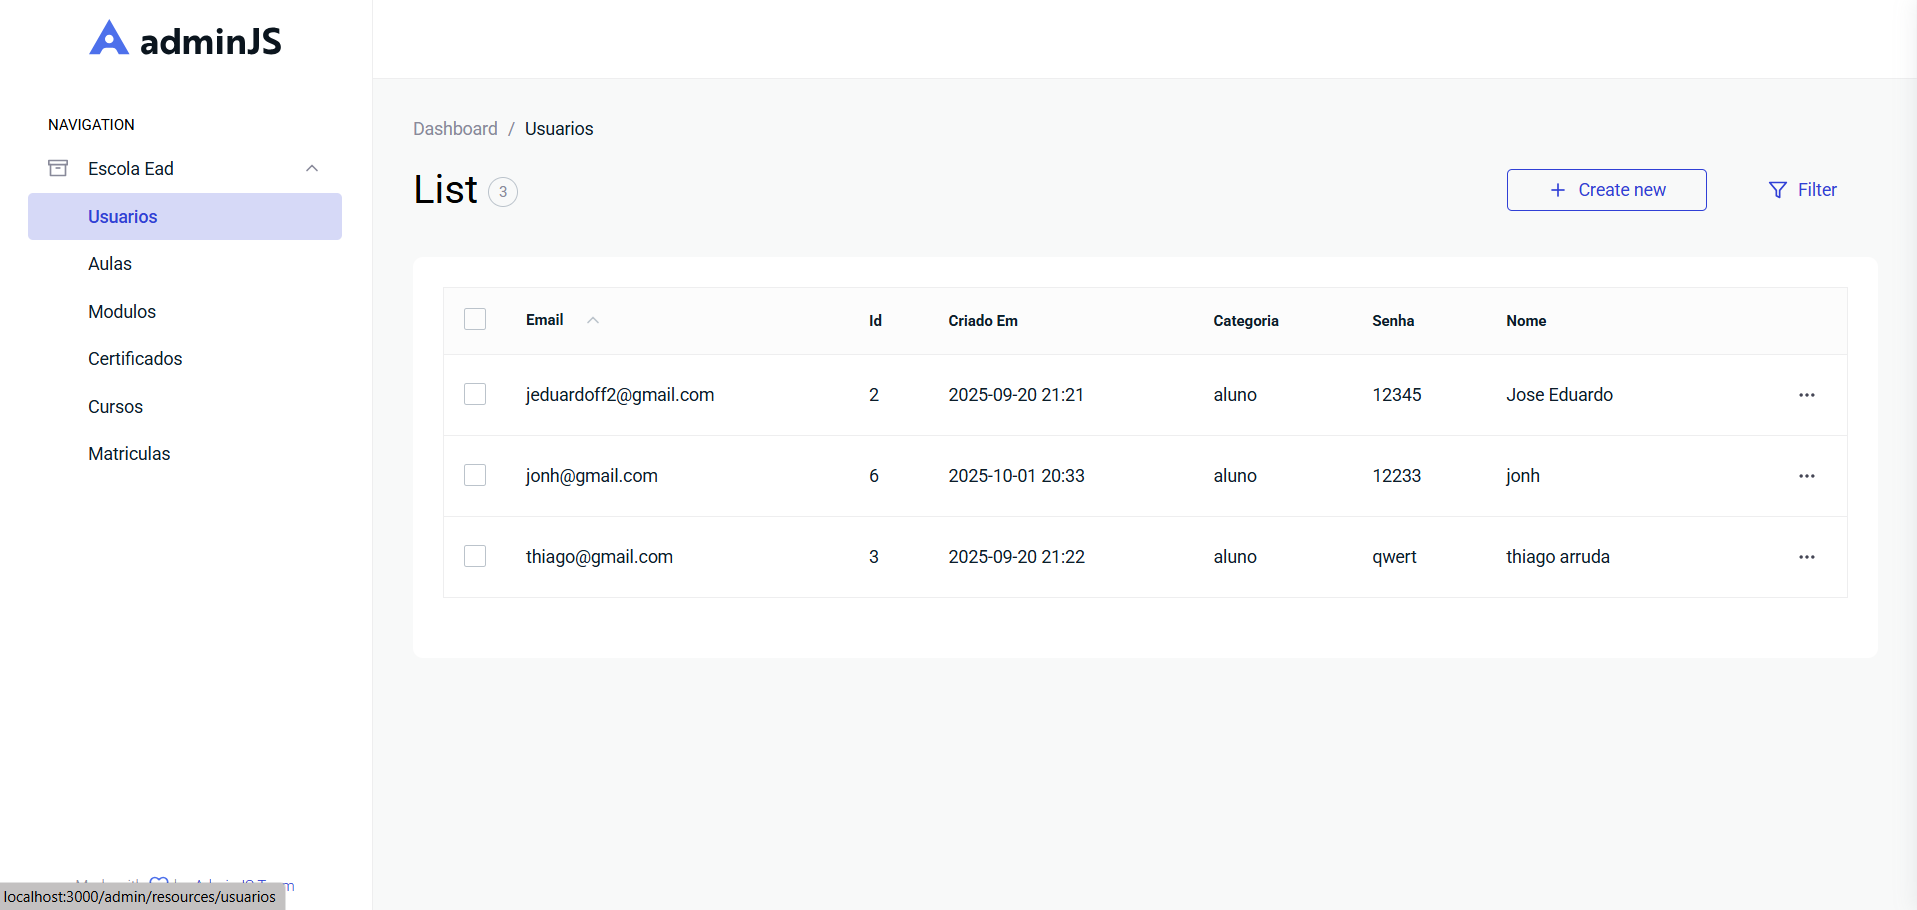 adminJS
NAVIGATION
Escola Ead
Usuarios
Aulas
Modulos
Certificados
Cursos
Matriculas
localhost:3000/admin/resources/usuarios
Dashboard / Usuarios
List 3
+ Create new
Filter
Email Id Criado Em Categoria Senha Nome
jeduardoff2@gmail.com 2 2025-09-20 21:21 aluno 12345 Jose Eduardo
jonh@gmail.com 6 2025-10-01 20:33 aluno 12233 jonh
thiago@gmail.com 3 2025-09-20 21:22 aluno qwert thiago arruda